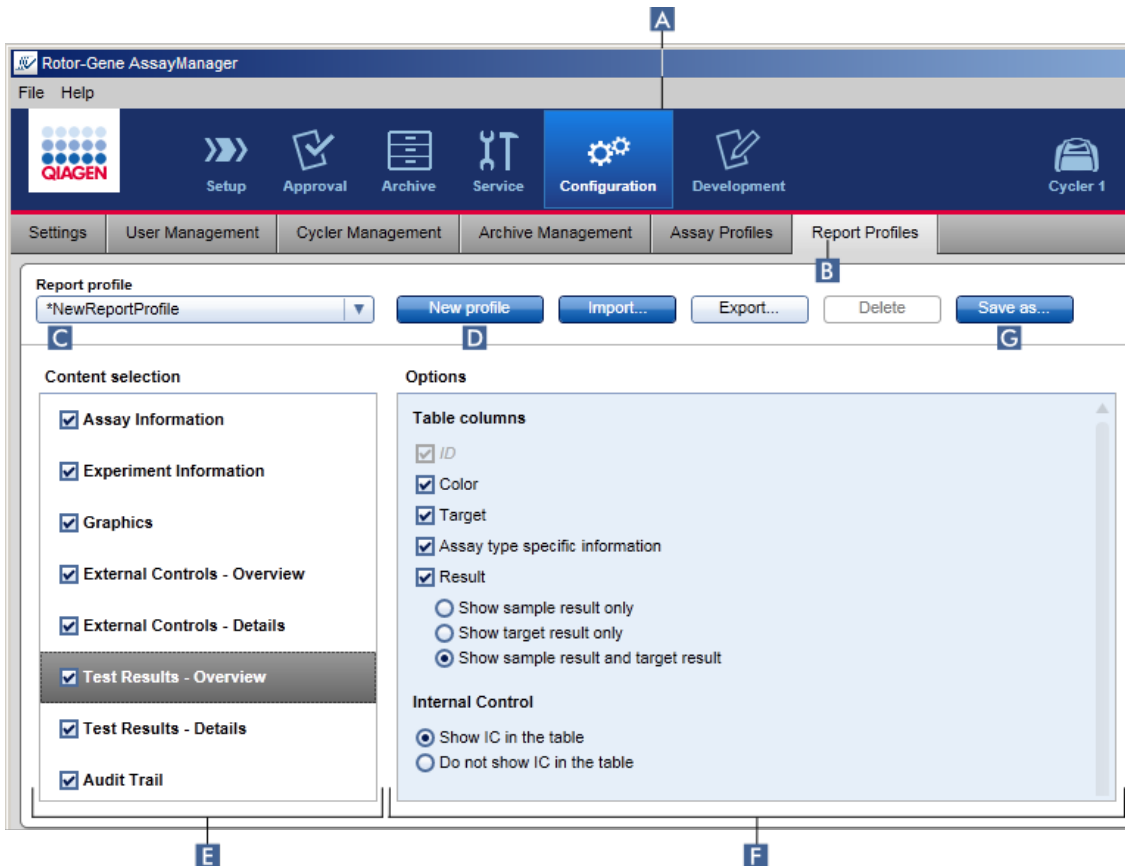 A
Rotor-Gene AssayManager
File Help
QIAGEN
Setup Approval Archive Service Configuration Development Cycler 1
Settings User Management Cycler Management Archive Management Assay Profiles Report Profiles
B
Report profile
*NewReportProfile New profile Import... Export... Delete Save as...
C D G
Content selection
Assay Information
Experiment Information
Graphics
External Controls - Overview
External Controls - Details
Test Results - Overview
Test Results - Details
Audit Trail
Options
Table columns
ID
Color
Target
Assay type specific information
Result
Show sample result only
Show target result only
Show sample result and target result
Internal Control
Show IC in the table
Do not show IC in the table
E F